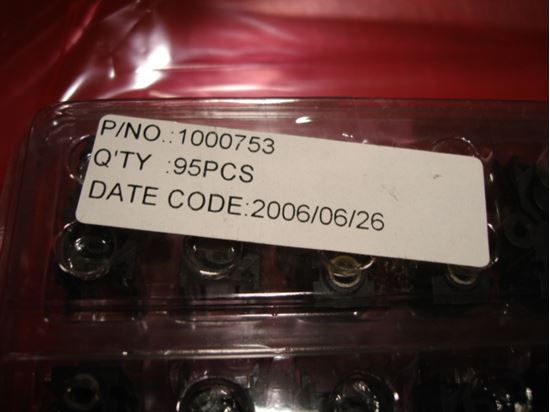 P/NO.:1000753
Q'TY :95PCS
DATE CODE:2006/06/26